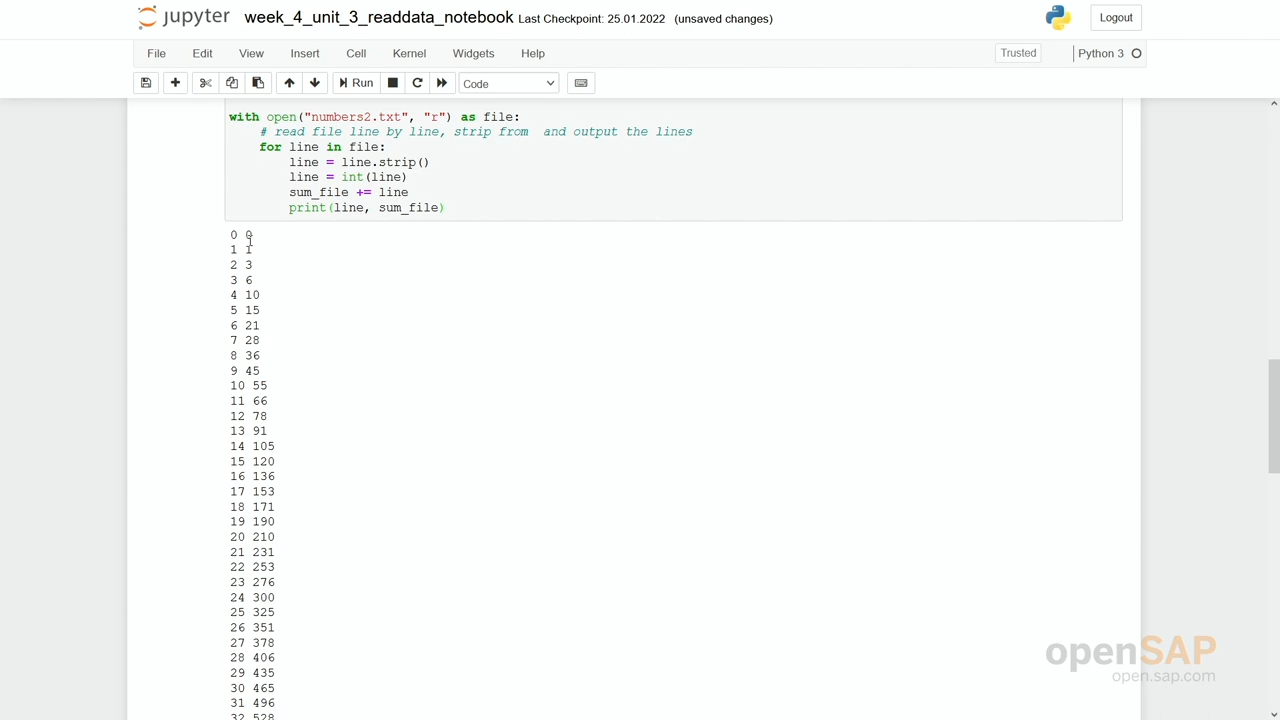 jupyter week_4_unit_3_readdata_notebook Last Checkpoint: 25.01.2022 (unsaved changes) Logout
File Edit View Insert Cell Kernel Widgets Help Trusted Python 3
Run Code
with open("numbers2.txt", "r") as file:
# read file line by line, strip from  and output the lines
for line in file:
line = line.strip()
line = int(line)
sum_file += line
print(line, sum_file)
0 0
1 1
2 3
3 6
4 10
5 15
6 21
7 28
8 36
9 45
10 55
11 66
12 78
13 91
14 105
15 120
16 136
17 153
18 171
19 190
20 210
21 231
22 253
23 276
24 300
25 325
26 351
27 378
28 406
29 435
30 465
31 496
32 528
openSAP
open.sap.com